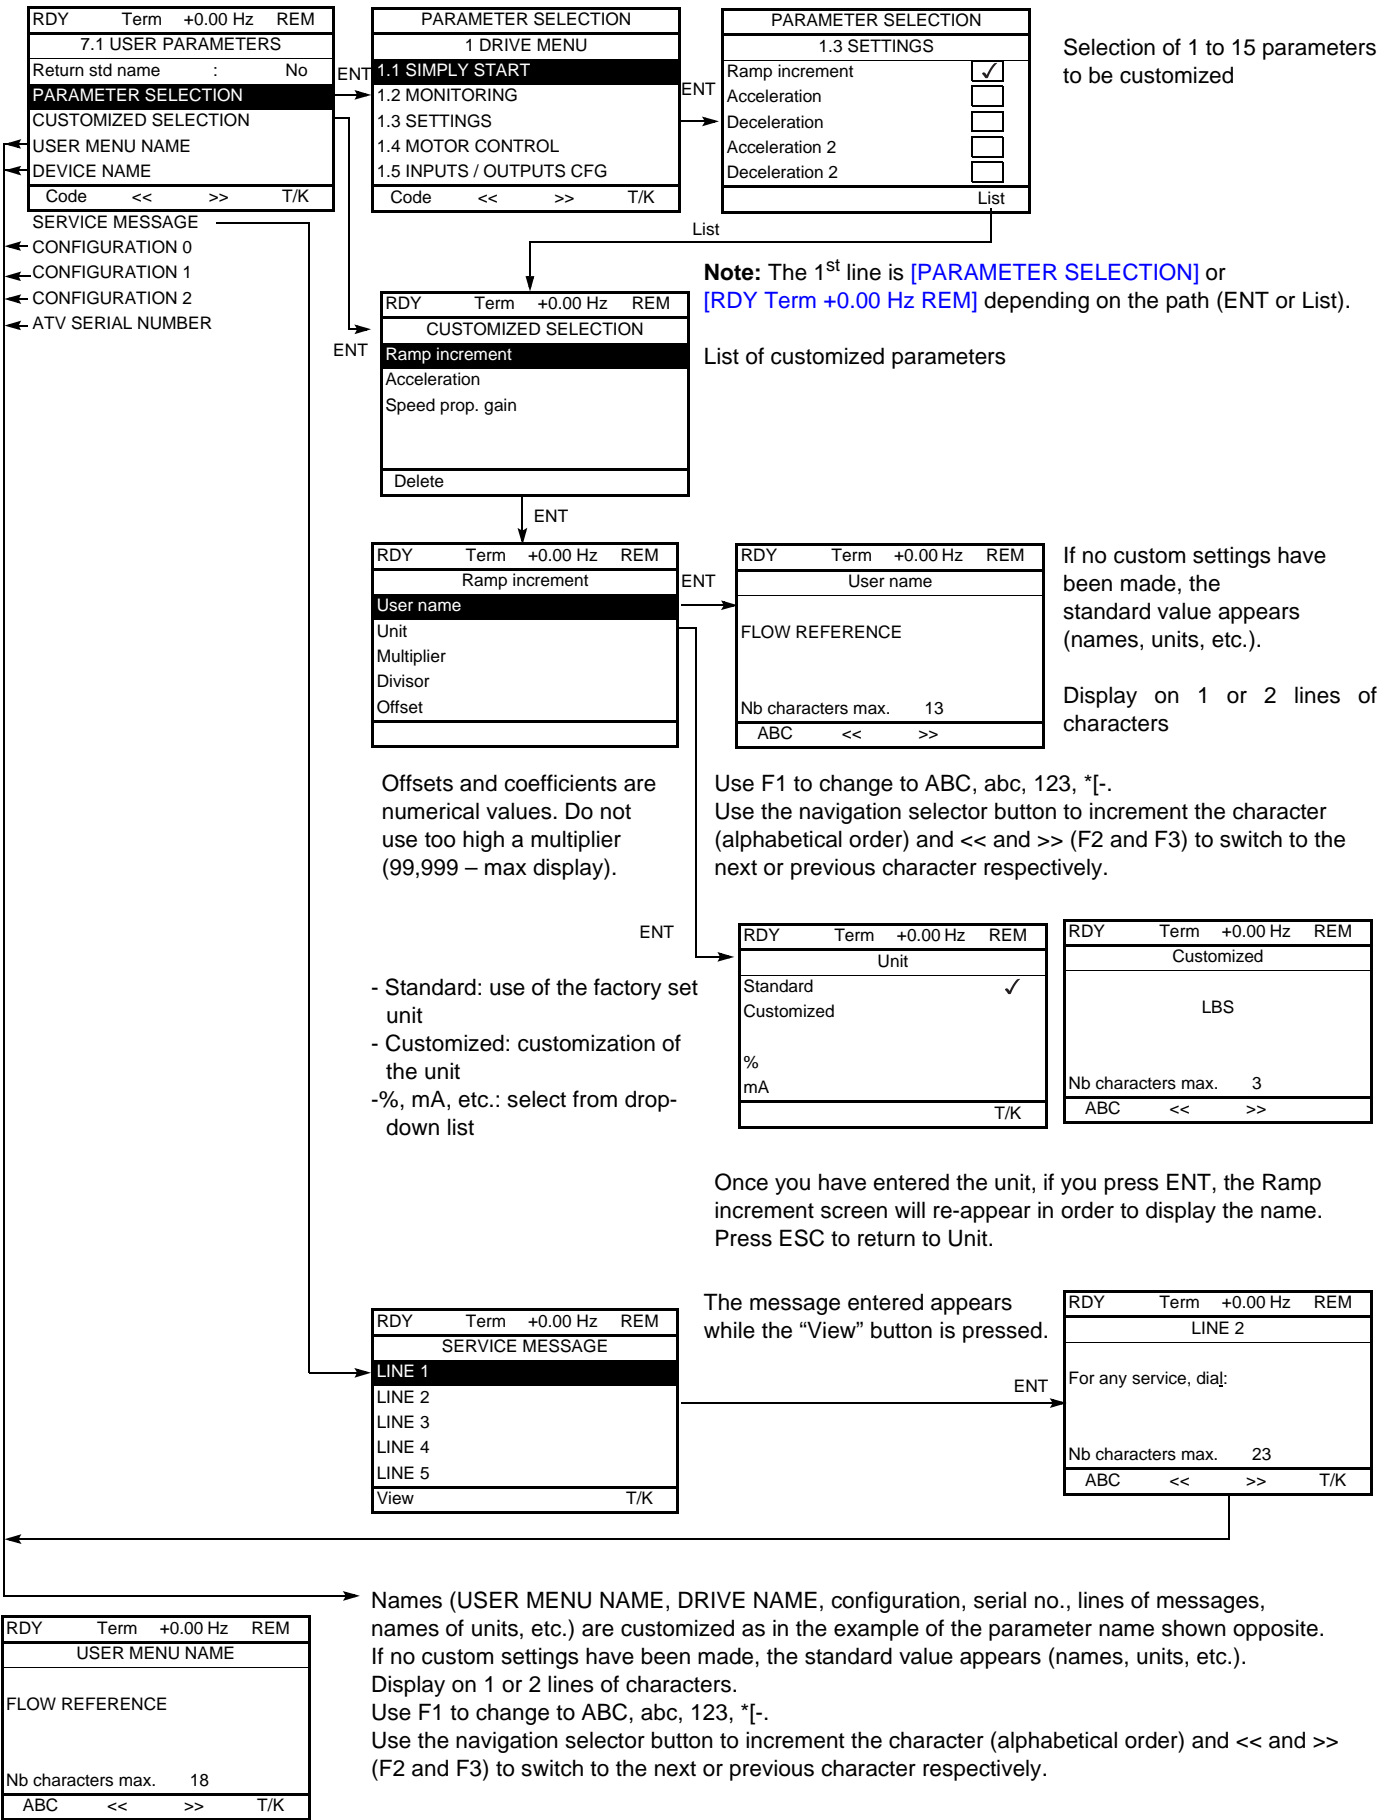 RDY Term +0.00 Hz REM
7.1 USER PARAMETERS
Return std name : No
PARAMETER SELECTION
CUSTOMIZED SELECTION
USER MENU NAME
DEVICE NAME
Code << >> T/K
SERVICE MESSAGE
CONFIGURATION 0
CONFIGURATION 1
CONFIGURATION 2
ATV SERIAL NUMBER
ENT
PARAMETER SELECTION
1 DRIVE MENU
1.1 SIMPLY START
1.2 MONITORING
1.3 SETTINGS
1.4 MOTOR CONTROL
1.5 INPUTS / OUTPUTS CFG
Code << >> T/K
ENT
PARAMETER SELECTION
1.3 SETTINGS
Ramp increment ✓
Acceleration
Deceleration
Acceleration 2
Deceleration 2
List
Selection of 1 to 15 parameters
to be customized
List
Note: The 1st line is [PARAMETER SELECTION] or
[RDY Term +0.00 Hz REM] depending on the path (ENT or List).
ENT
RDY Term +0.00 Hz REM
CUSTOMIZED SELECTION
Ramp increment
Acceleration
Speed prop. gain
Delete
List of customized parameters
ENT
RDY Term +0.00 Hz REM
Ramp increment
User name
Unit
Multiplier
Divisor
Offset
ENT
RDY Term +0.00 Hz REM
User name
FLOW REFERENCE
Nb characters max. 13
ABC << >>
If no custom settings have
been made, the
standard value appears
(names, units, etc.).
Display on 1 or 2 lines of
characters
Offsets and coefficients are
numerical values. Do not
use too high a multiplier
(99,999 – max display).
Use F1 to change to ABC, abc, 123, *[-.
Use the navigation selector button to increment the character
(alphabetical order) and << and >> (F2 and F3) to switch to the
next or previous character respectively.
ENT
- Standard: use of the factory set
unit
- Customized: customization of
the unit
-%, mA, etc.: select from drop-
down list
RDY Term +0.00 Hz REM
Unit
Standard ✓
Customized
%
mA
T/K
RDY Term +0.00 Hz REM
Customized
LBS
Nb characters max. 3
ABC << >>
Once you have entered the unit, if you press ENT, the Ramp
increment screen will re-appear in order to display the name.
Press ESC to return to Unit.
RDY Term +0.00 Hz REM
SERVICE MESSAGE
LINE 1
LINE 2
LINE 3
LINE 4
LINE 5
View T/K
The message entered appears
while the “View” button is pressed.
ENT
RDY Term +0.00 Hz REM
LINE 2
For any service, dial:
Nb characters max. 23
ABC << >> T/K
RDY Term +0.00 Hz REM
USER MENU NAME
FLOW REFERENCE
Nb characters max. 18
ABC << >> T/K
Names (USER MENU NAME, DRIVE NAME, configuration, serial no., lines of messages,
names of units, etc.) are customized as in the example of the parameter name shown opposite.
If no custom settings have been made, the standard value appears (names, units, etc.).
Display on 1 or 2 lines of characters.
Use F1 to change to ABC, abc, 123, *[-.
Use the navigation selector button to increment the character (alphabetical order) and << and >>
(F2 and F3) to switch to the next or previous character respectively.